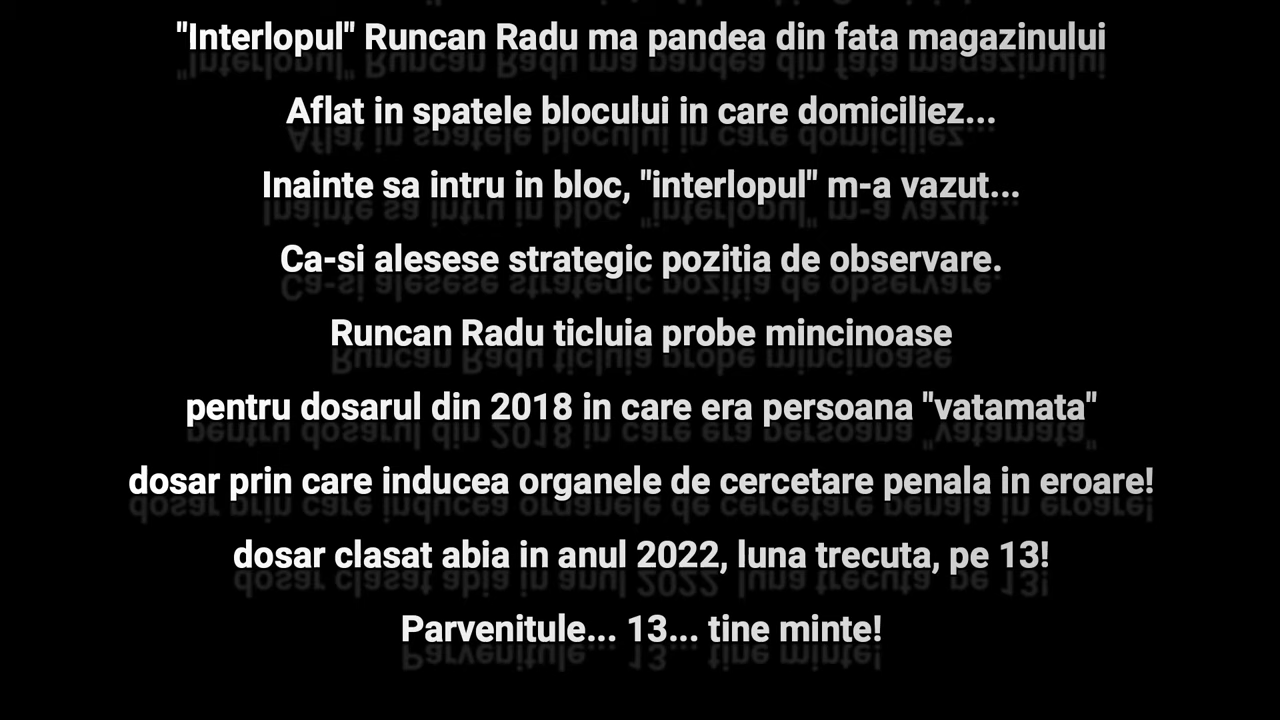 "Interlopul" Runcan Radu ma pandea din fata magazinului
Aflat in spatele blocului in care domiciliez...
Inainte sa intru in bloc, "interlopul" m-a vazut...
Ca-si alesese strategic pozitia de observare.
Runcan Radu ticluia probe mincinoase
pentru dosarul din 2018 in care era persoana "vatamata"
dosar prin care inducea organele de cercetare penala in eroare!
dosar clasat abia in anul 2022, luna trecuta, pe 13!
Parvenitule... 13... tine minte!